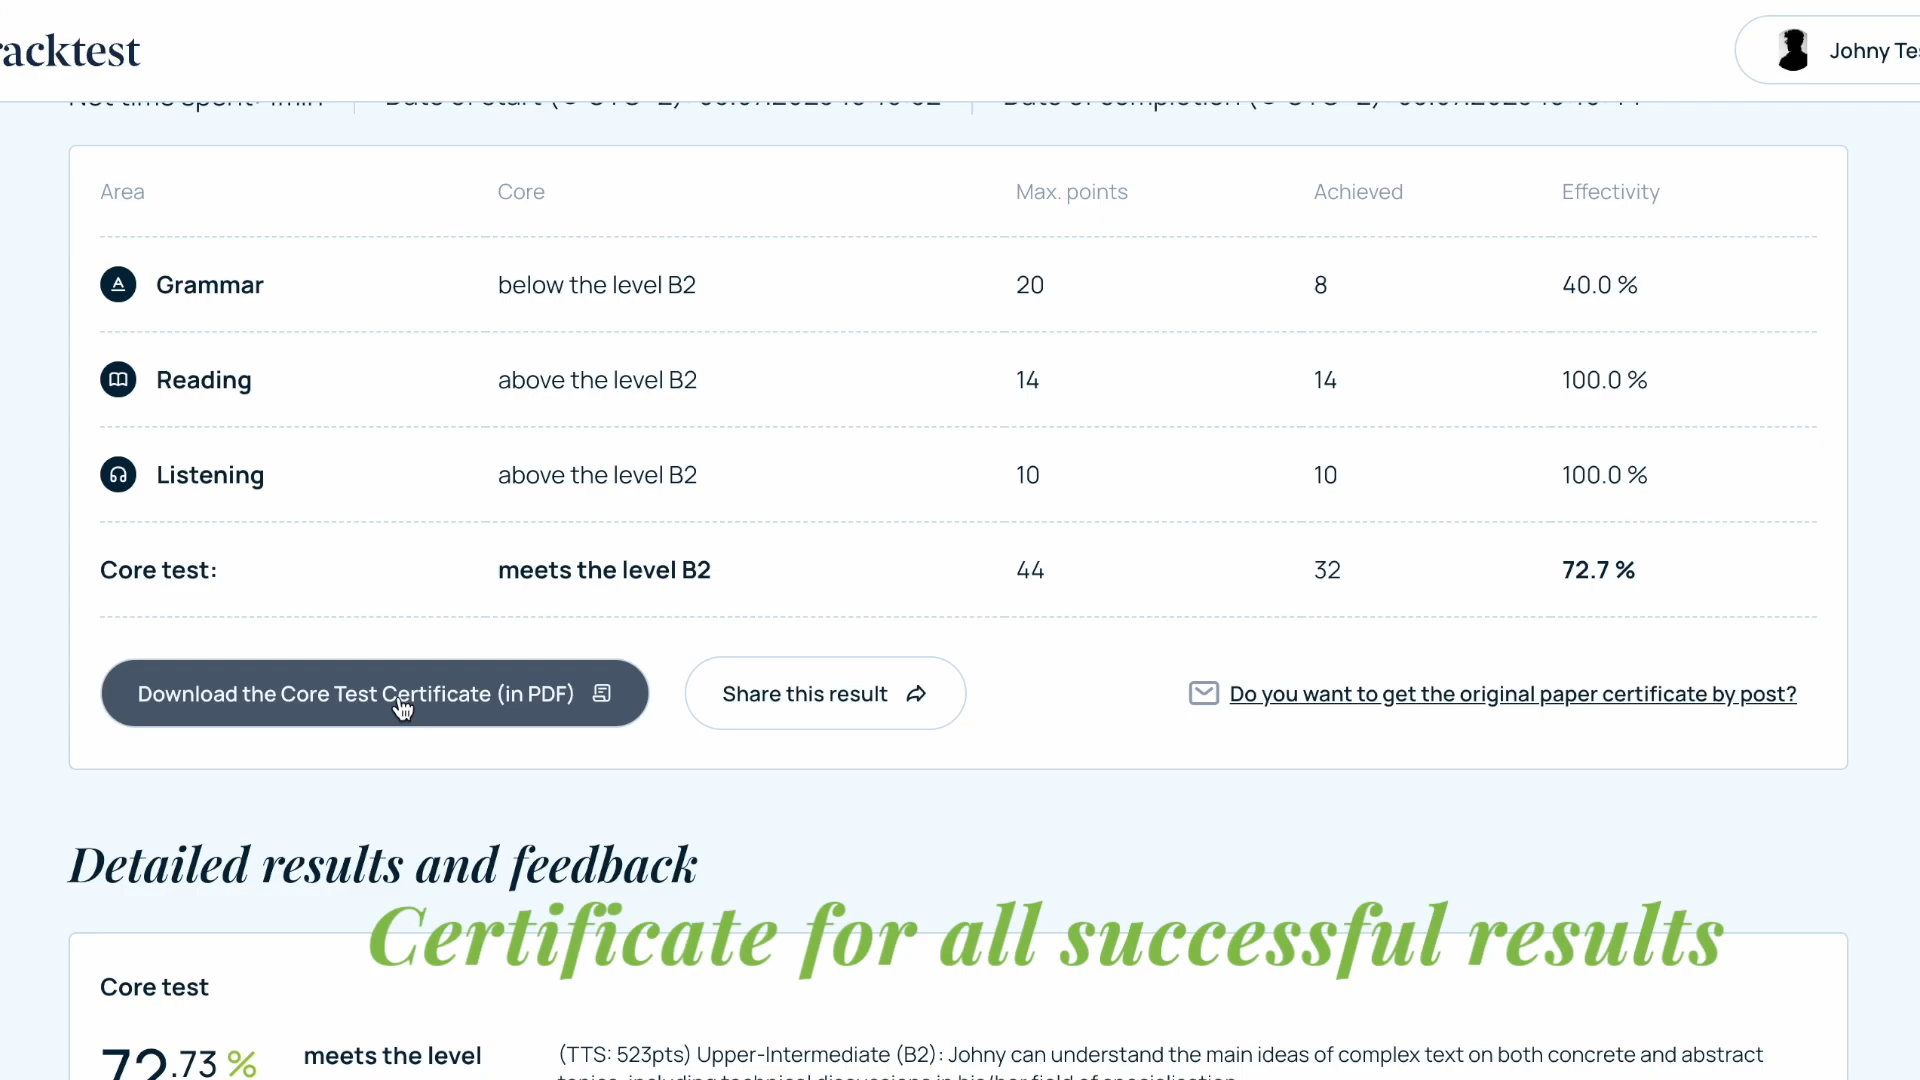 racktest
Johny Te
Area Core Max. points Achieved Effectivity
Grammar below the level B2 20 8 40.0 %
Reading above the level B2 14 14 100.0 %
Listening above the level B2 10 10 100.0 %
Core test: meets the level B2 44 32 72.7 %
Download the Core Test Certificate (in PDF) Share this result Do you want to get the original paper certificate by post?
Detailed results and feedback
Certificate for all successful results
Core test
72.73 % meets the level (TTS: 523pts) Upper-Intermediate (B2): Johny can understand the main ideas of complex text on both concrete and abstract